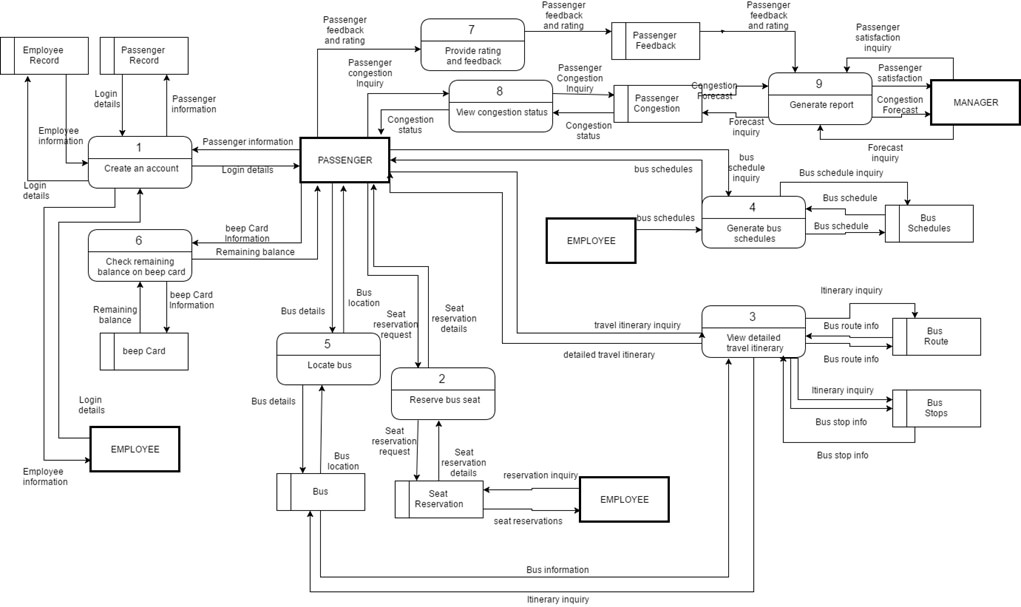 Passenger
feedback
and rating
7
Provide rating
and feedback
Passenger
feedback
and rating
Passenger
Feedback
Passenger
feedback
and rating
Passenger
satisfaction
inquiry
Employee
Record
Passenger
Record
Login
details
Passenger
information
Employee
information
Login
details
1
Create an account
Passenger information
Login details
PASSENGER
Passenger
congestion
Inquiry
Congestion
status
8
View congestion status
Passenger
Congestion
Inquiry
Congestion
status
Passenger
Congestion
Congestion
Forecast
Forecast
inquiry
9
Generate report
Passenger
satisfaction
Congestion
Forecast
MANAGER
Forecast
inquiry
bus
schedule
inquiry
bus schedules
Bus schedule inquiry
4
Generate bus
schedules
Bus schedule
Bus schedule
Bus
Schedules
EMPLOYEE
bus schedules
6
Check remaining
balance on beep card
beep Card
Information
Remaining balance
Remaining
balance
beep Card
Information
beep Card
Bus details
Bus
location
Seat
reservation
request
Seat
reservation
details
5
Locate bus
2
Reserve bus seat
travel itinerary inquiry
detailed travel itinerary
3
View detailed
travel itinerary
Itinerary inquiry
Bus route info
Bus route info
Bus
Route
Itinerary inquiry
Bus stop info
Bus
Stops
Bus stop info
Login
details
EMPLOYEE
Employee
information
Bus details
Bus
location
Bus
Seat
reservation
request
Seat
reservation
details
Seat
Reservation
reservation inquiry
seat reservations
EMPLOYEE
Bus information
Itinerary inquiry